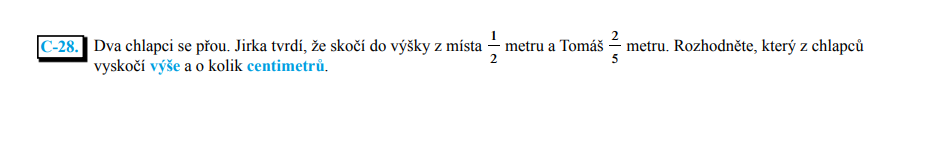 C-28. Dva chlapci se přou. Jirka tvrdí, že skočí do výšky z místa 1/2 metru a Tomáš 2/5 metru. Rozhodněte, který z chlapců
vyskočí výše a o kolik centimetrů.